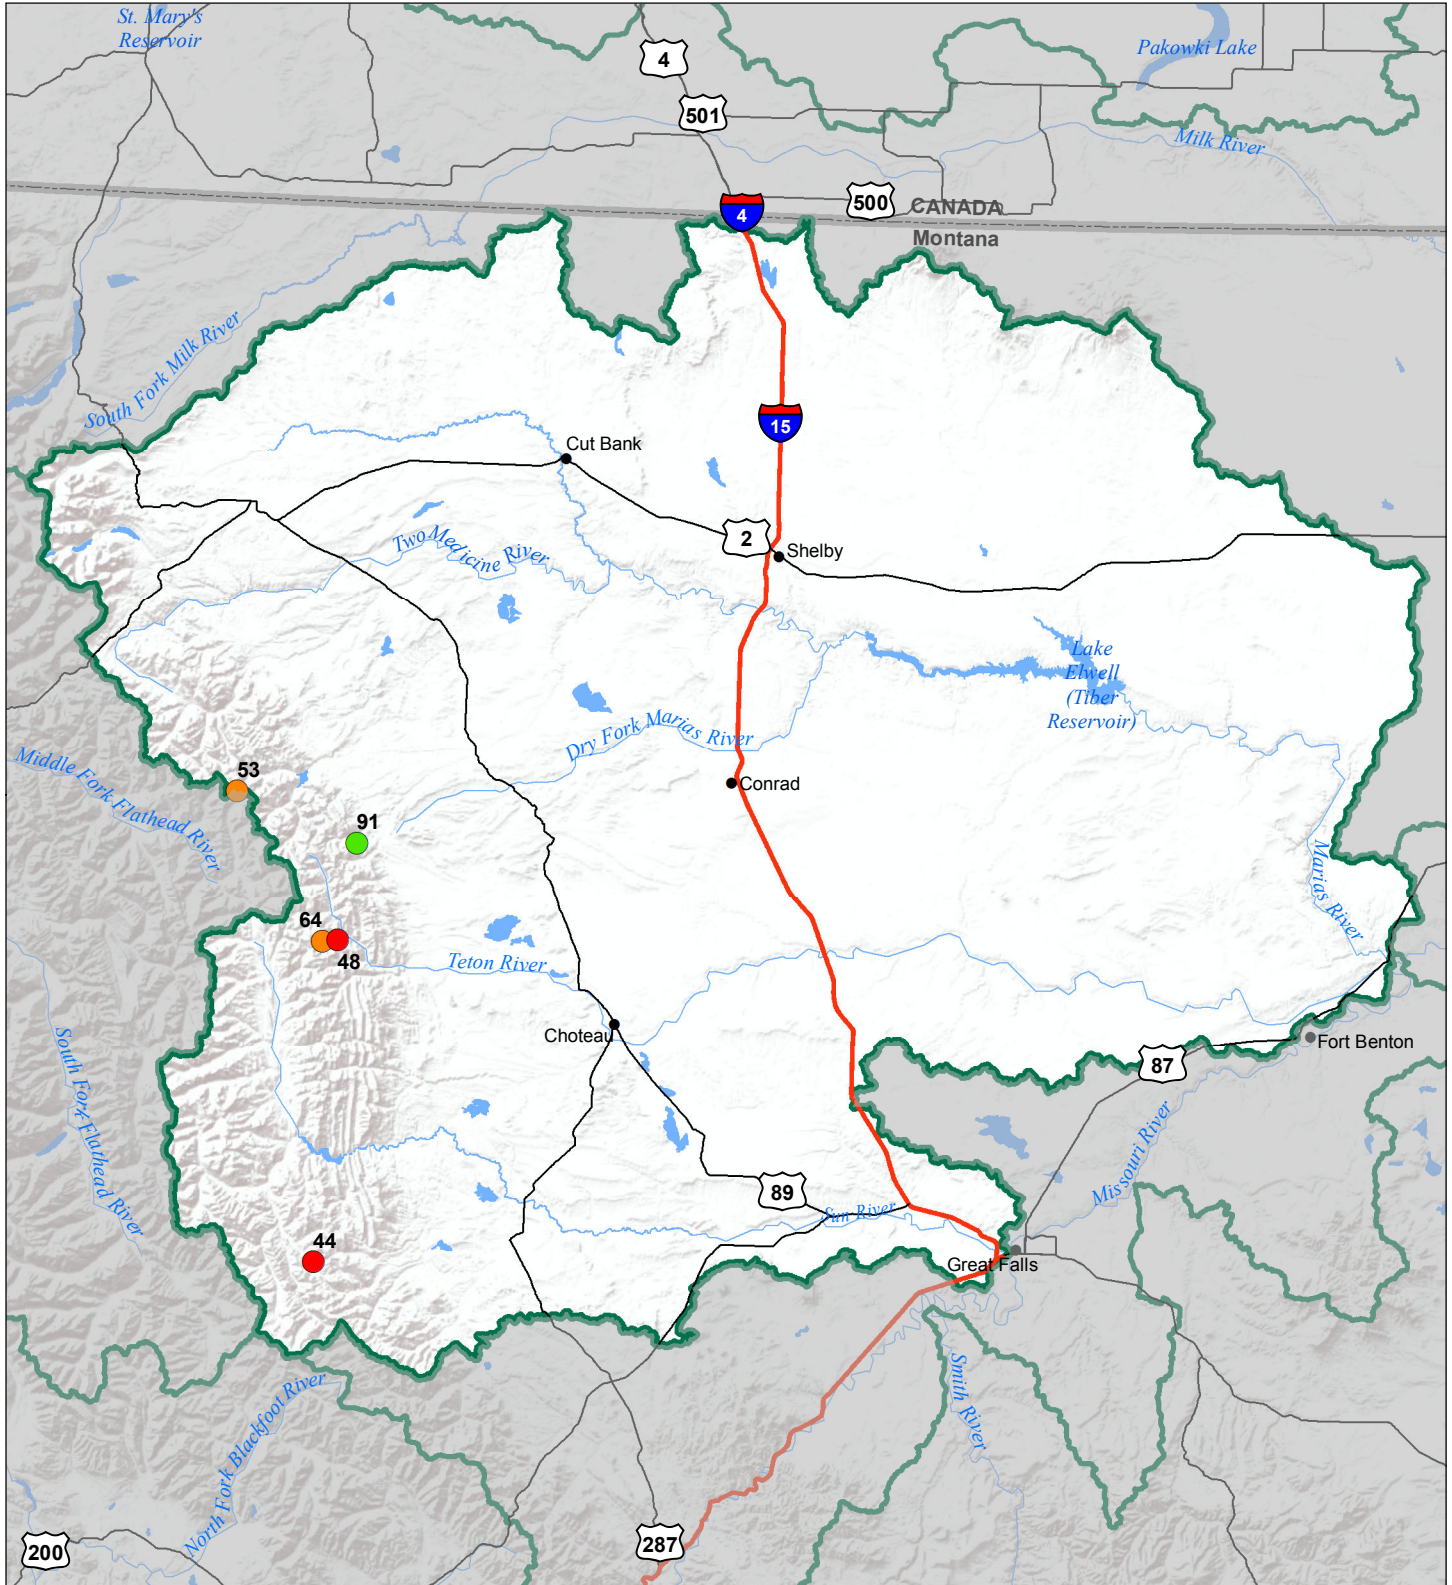 St. Mary's
Reservoir
Pakowki Lake
4
501
Milk River
4
500
CANADA
Montana
South Fork Milk River
15
Cut Bank
2
Shelby
Two Medicine River
Lake
Elwell
(Tiber
Reservoir)
Dry Fork Marias River
Middle Fork Flathead River
53
Conrad
91
Marias River
64
48
Teton River
Choteau
Fort Benton
87
South Fork Flathead River
Missouri River
89
Sun River
44
Great Falls
Smith River
North Fork Blackfoot River
200
287